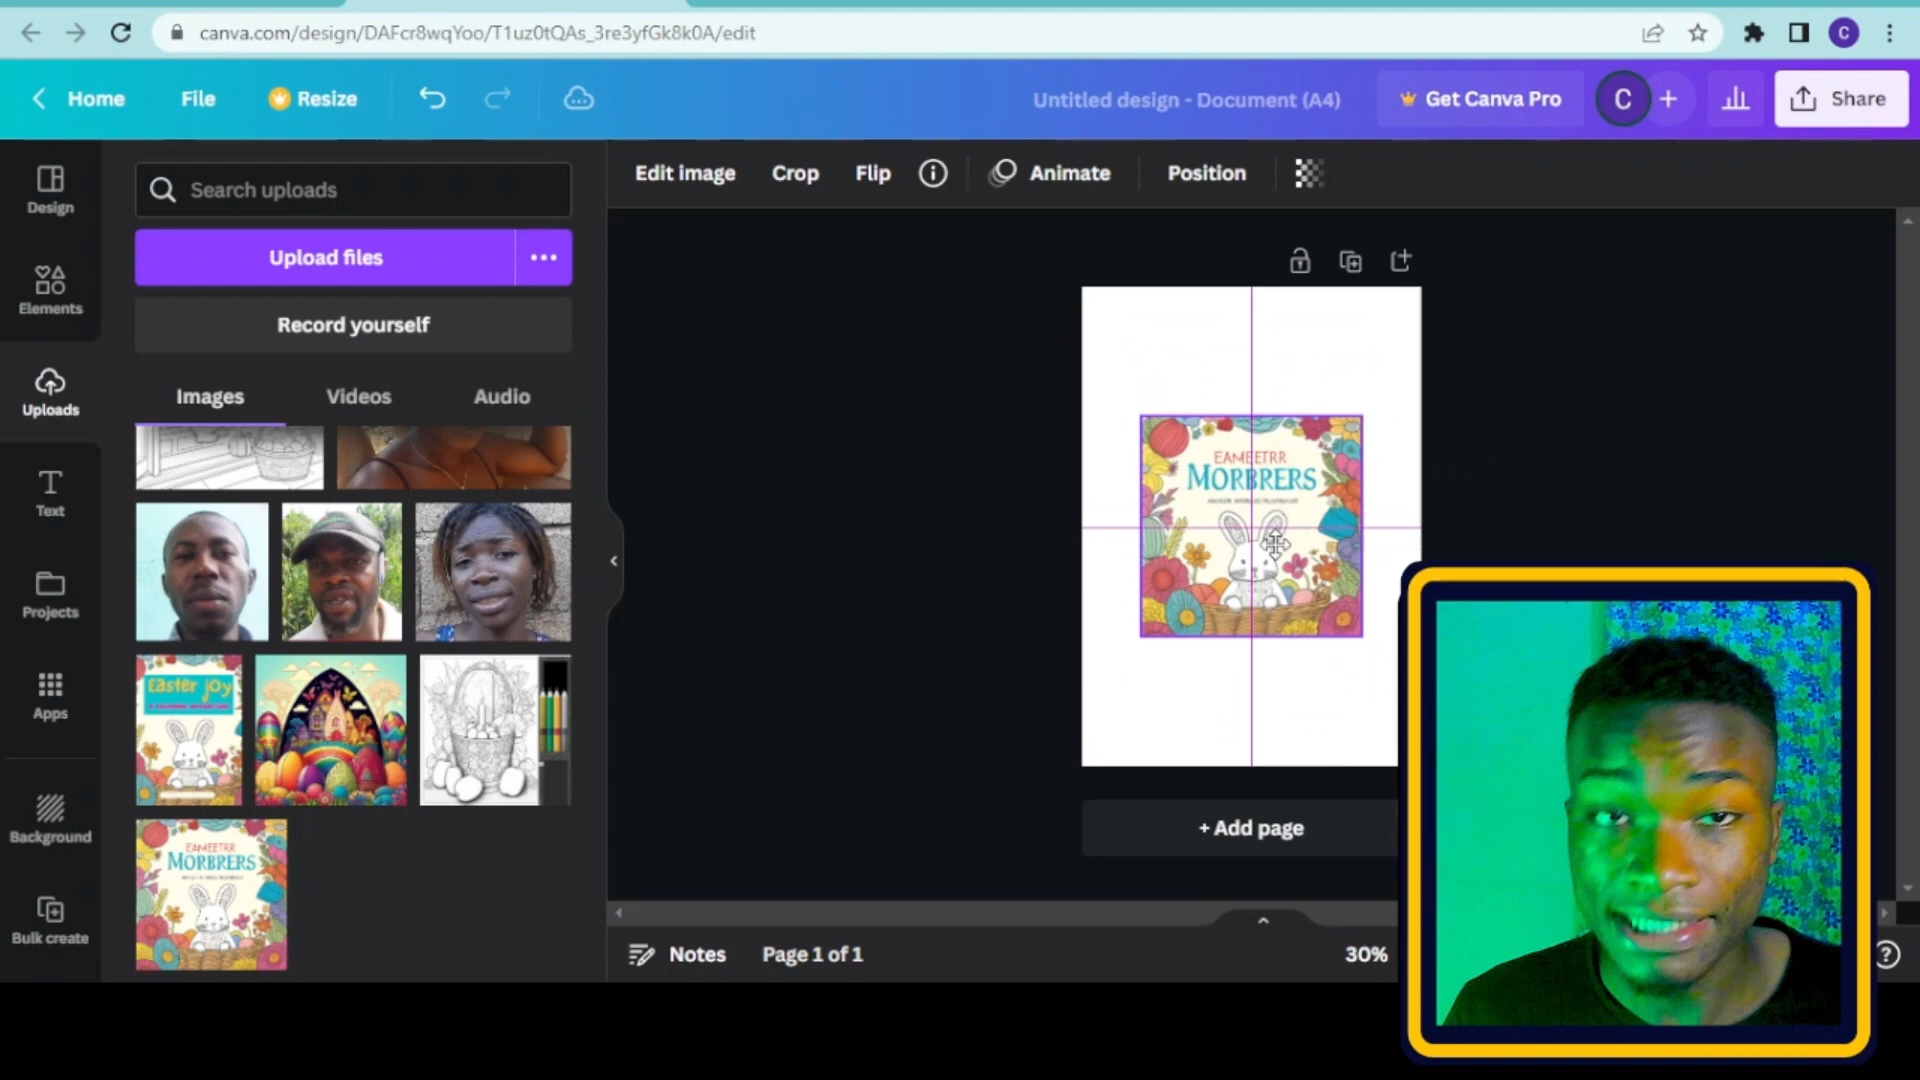 canva.com/design/DAFcr8wqYoo/T1uz0tQAs_3re3yfGk8k0A/edit
C
Home
File
Resize
Untitled design - Document (A4)
Get Canva Pro
C
+
Share
Design
Elements
Uploads
Text
Projects
Apps
Background
Bulk create
Search uploads
Upload files
Record yourself
Images
Videos
Audio
Easter joy
EAMEETRR
MORBRERS
Edit image
Crop
Flip
Animate
Position
EAMEETRR
MORBRERS
+ Add page
Notes
Page 1 of 1
30%
?